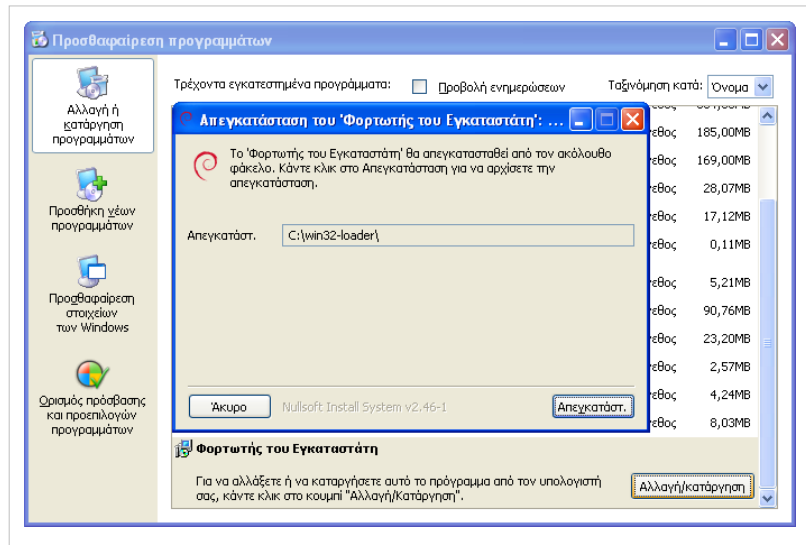 Προσθαφαίρεση προγραμμάτων
Αλλαγή ή
κατάργηση
προγραμμάτων
Προσθήκη νέων
προγραμμάτων
Προσθαφαίρεση
στοιχείων
των Windows
Ορισμός πρόσβασης
και προεπιλογών
προγραμμάτων
Τρέχοντα εγκατεστημένα προγράμματα: Προβολή ενημερώσεων Ταξινόμηση κατά: Όνομα
Απεγκατάσταση του 'Φορτωτής του Εγκαταστάτη': ...
Το 'Φορτωτής του Εγκαταστάτη' θα απεγκατασταθεί από τον ακόλουθο
φάκελο. Κάντε κλικ στο Απεγκατάσταση για να αρχίσετε την
απεγκατάσταση.
Απεγκατάστ. C:\win32-loader\
Άκυρο Nullsoft Install System v2.46-1 Απεγκατάστ.
185,00MB
169,00MB
28,07MB
17,12MB
0,11MB
5,21MB
90,76MB
23,20MB
2,57MB
4,24MB
8,03MB
Φορτωτής του Εγκαταστάτη
Για να αλλάξετε ή να καταργήσετε αυτό το πρόγραμμα από τον υπολογιστή
σας, κάντε κλικ στο κουμπί "Αλλαγή/Κατάργηση".
Αλλαγή/κατάργηση